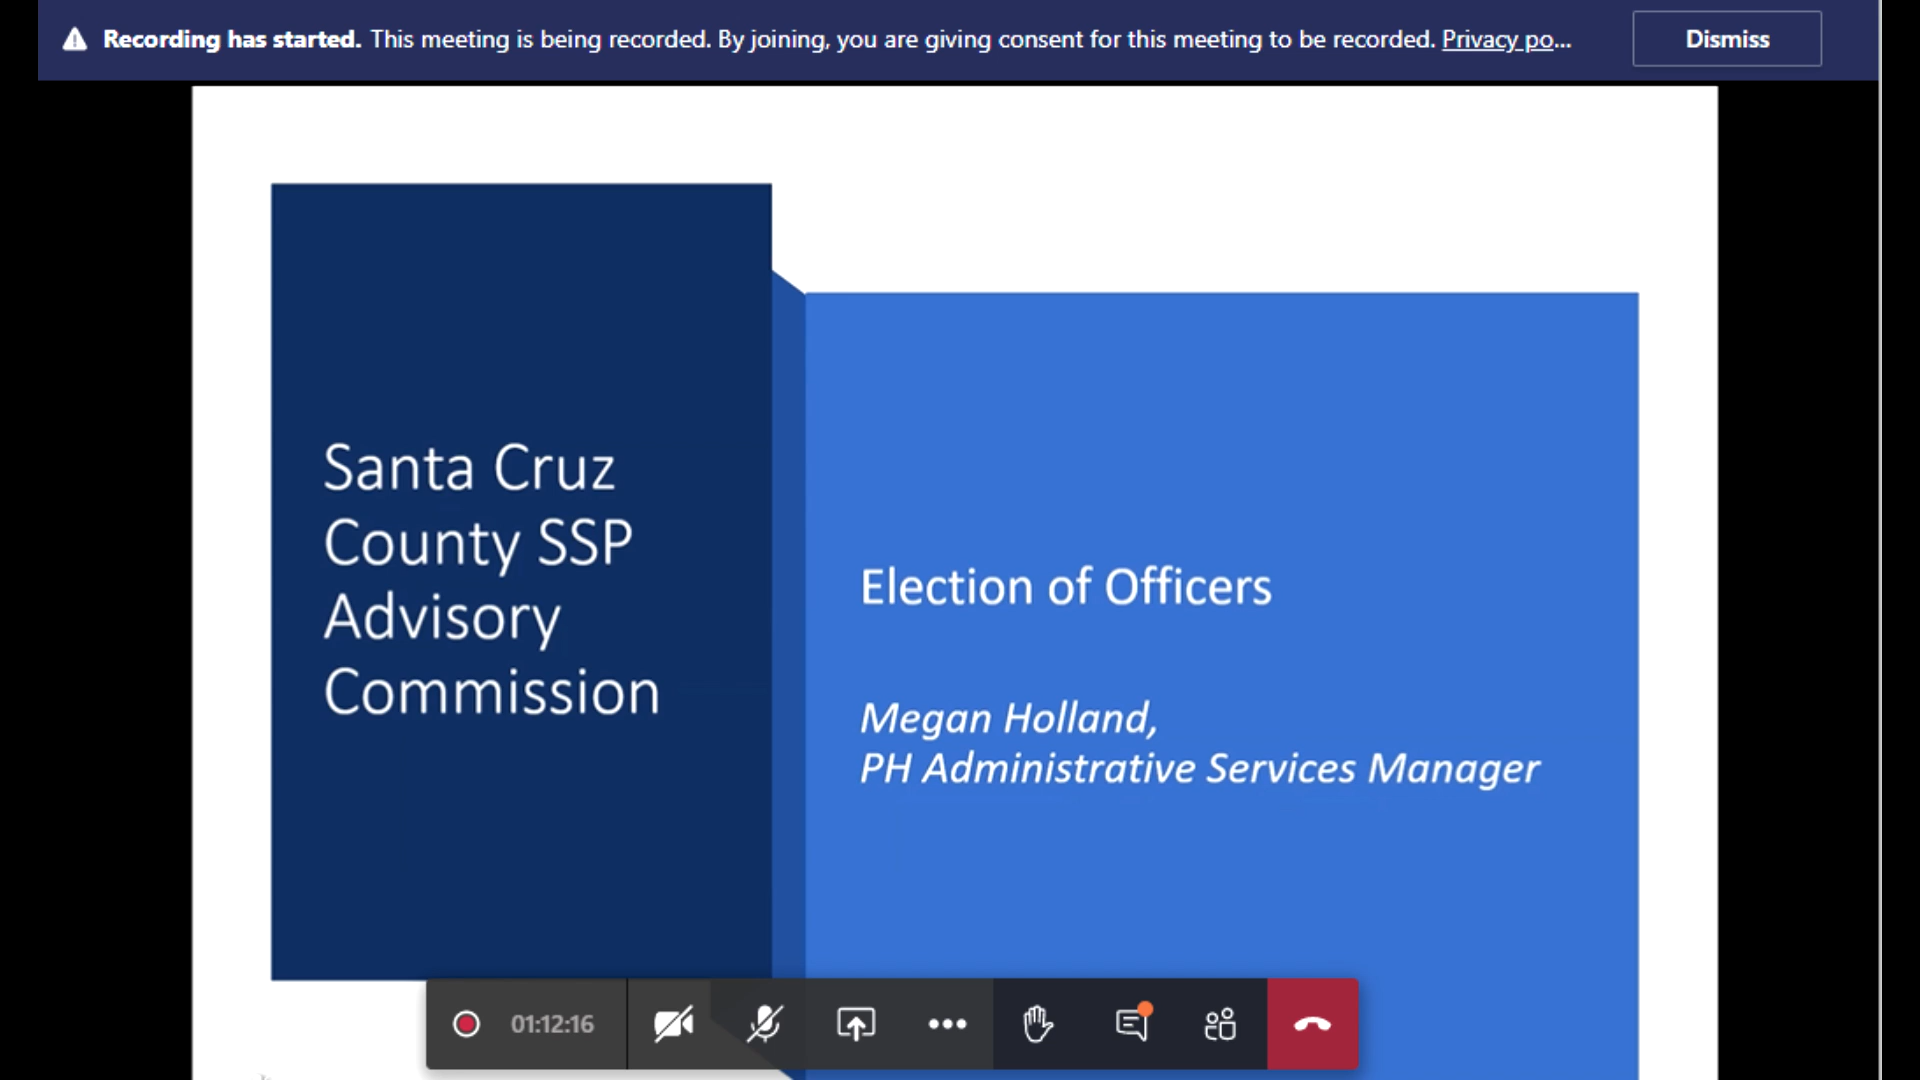 Recording has started. This meeting is being recorded. By joining, you are giving consent for this meeting to be recorded. Privacy po... Dismiss
Santa Cruz
County SSP
Advisory
Commission
Election of Officers
Megan Holland,
PH Administrative Services Manager
01:12:16